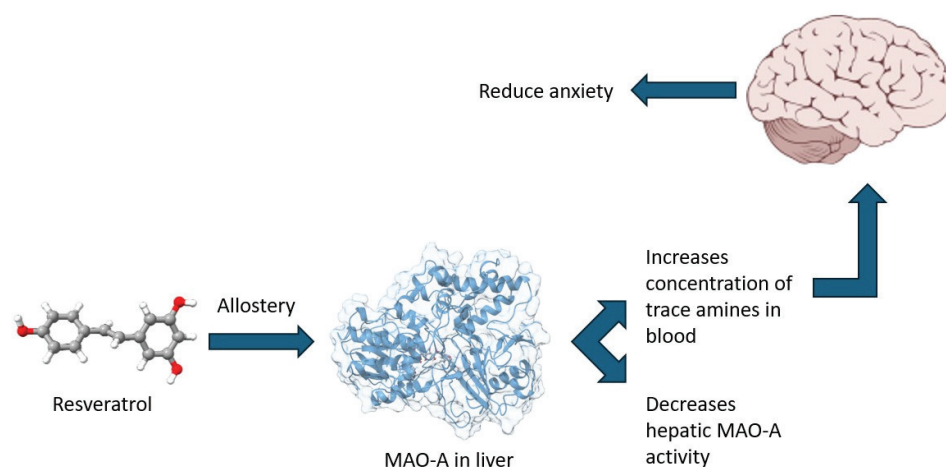 Reduce anxiety
Allostery
Resveratrol
MAO-A in liver
Increases
concentration of
trace amines in
blood
Decreases
hepatic MAO-A
activity